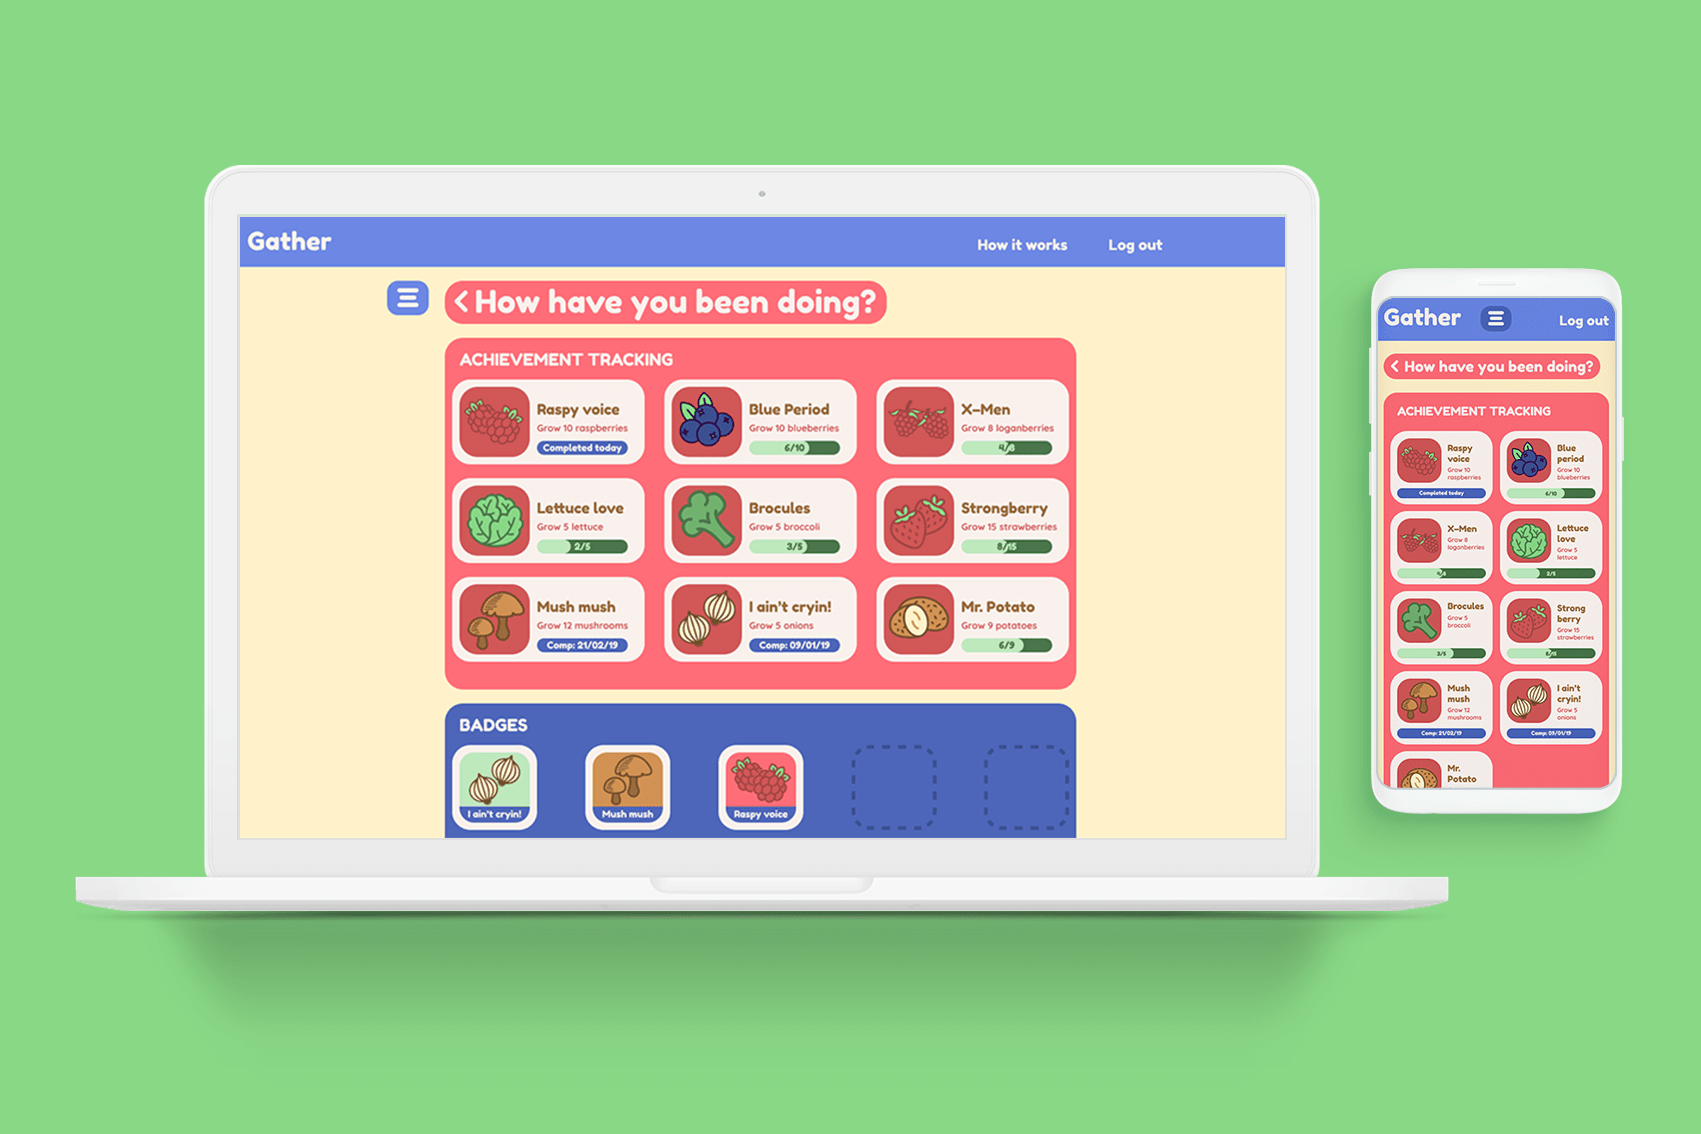 Gather
How it works
Log out
How have you been doing?
ACHIEVEMENT TRACKING
Raspy voice
Grow 10 raspberries
Completed today
Blue Period
Grow 10 blueberries
6/10
X-Men
Grow 8 loganberries
4/8
Lettuce love
Grow 5 lettuce
2/5
Brocules
Grow 5 broccoli
3/5
Strongberry
Grow 15 strawberries
8/15
Mush mush
Grow 12 mushrooms
Comp: 21/02/19
I ain't cryin!
Grow 5 onions
Comp: 09/01/19
Mr. Potato
Grow 9 potatoes
6/9
BADGES
I ain't cryin!
Mush mush
Raspy voice
Gather
Log out
How have you been doing?
ACHIEVEMENT TRACKING
Raspy
voice
Grow 10
raspberries
Completed today
Blue
period
Grow 10
blueberries
6/10
X-Men
Grow 8
loganberries
4/8
Lettuce
love
Grow 5
lettuce
2/5
Brocules
Grow 5
broccoli
3/5
Strong
berry
Grow 15
strawberries
8/15
Mush
mush
Grow 12
mushrooms
Comp: 21/02/19
I ain't
cryin!
Grow 5
onions
Comp: 09/01/19
Mr.
Potato